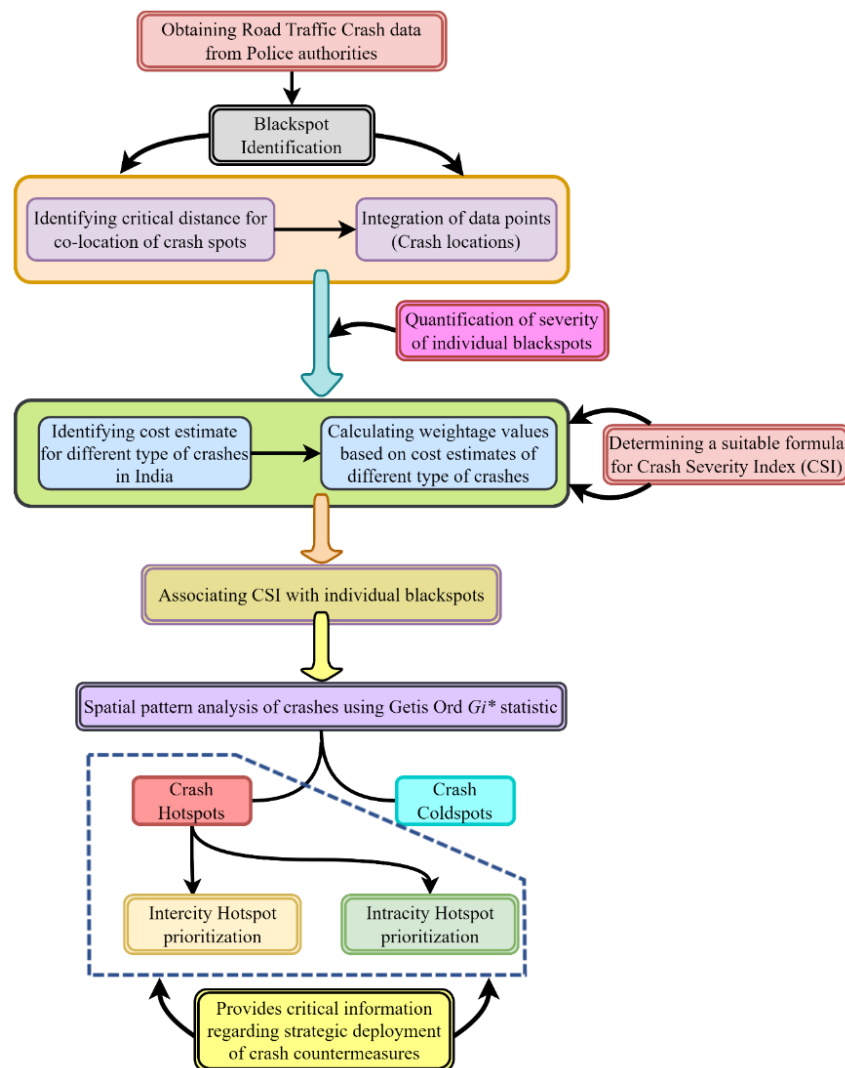 Obtaining Road Traffic Crash data
from Police authorities
Blackspot
Identification
Identifying critical distance for
co-location of crash spots
Integration of data points
(Crash locations)
Quantification of severity
of individual blackspots
Identifying cost estimate
for different type of crashes
in India
Calculating weightage values
based on cost estimates of
different type of crashes
Determining a suitable formula
for Crash Severity Index (CSI)
Associating CSI with individual blackspots
Spatial pattern analysis of crashes using Getis Ord Gi* statistic
Crash
Hotspots
Crash
Coldspots
Intercity Hotspot
prioritization
Intracity Hotspot
prioritization
Provides critical information
regarding strategic deployment
of crash countermeasures